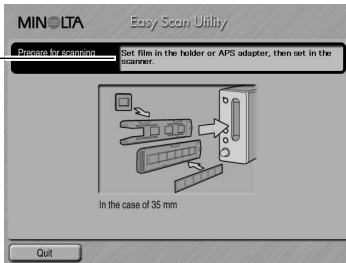 MINOLTA
Easy Scan Utility
Prepare for scanning
Set film in the holder or APS adapter, then set in the
scanner.
In the case of 35 mm
Quit